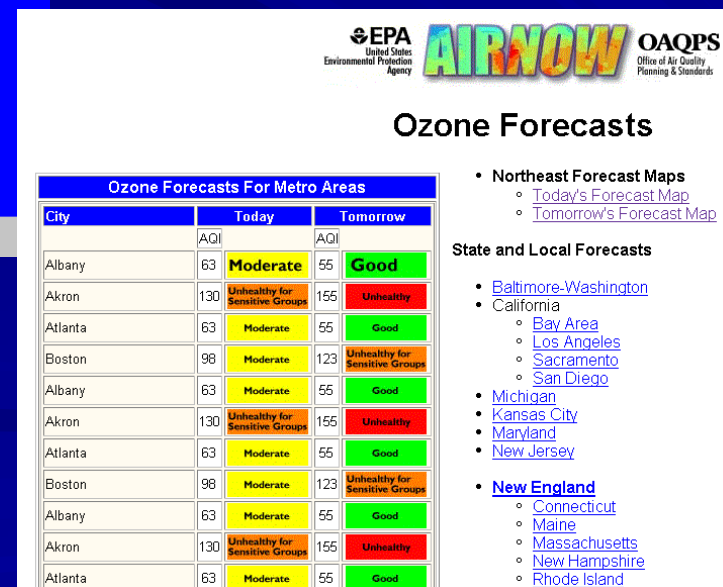 EPA
United States
Environmental Protection
Agency
AIRNOW
OAQPS
Office of Air Quality
Planning & Standards
Ozone Forecasts
Ozone Forecasts For Metro Areas
City Today Tomorrow
AQI AQI
Albany 63 Moderate 55 Good
Akron 130 Unhealthy for Sensitive Groups 155 Unhealthy
Atlanta 63 Moderate 55 Good
Boston 98 Moderate 123 Unhealthy for Sensitive Groups
Albany 63 Moderate 55 Good
Akron 130 Unhealthy for Sensitive Groups 155 Unhealthy
Atlanta 63 Moderate 55 Good
Boston 98 Moderate 123 Unhealthy for Sensitive Groups
Albany 63 Moderate 55 Good
Akron 130 Unhealthy for Sensitive Groups 155 Unhealthy
Atlanta 63 Moderate 55 Good
Northeast Forecast Maps
Today's Forecast Map
Tomorrow's Forecast Map
State and Local Forecasts
Baltimore-Washington
California
Bay Area
Los Angeles
Sacramento
San Diego
Michigan
Kansas City
Maryland
New Jersey
New England
Connecticut
Maine
Massachusetts
New Hampshire
Rhode Island